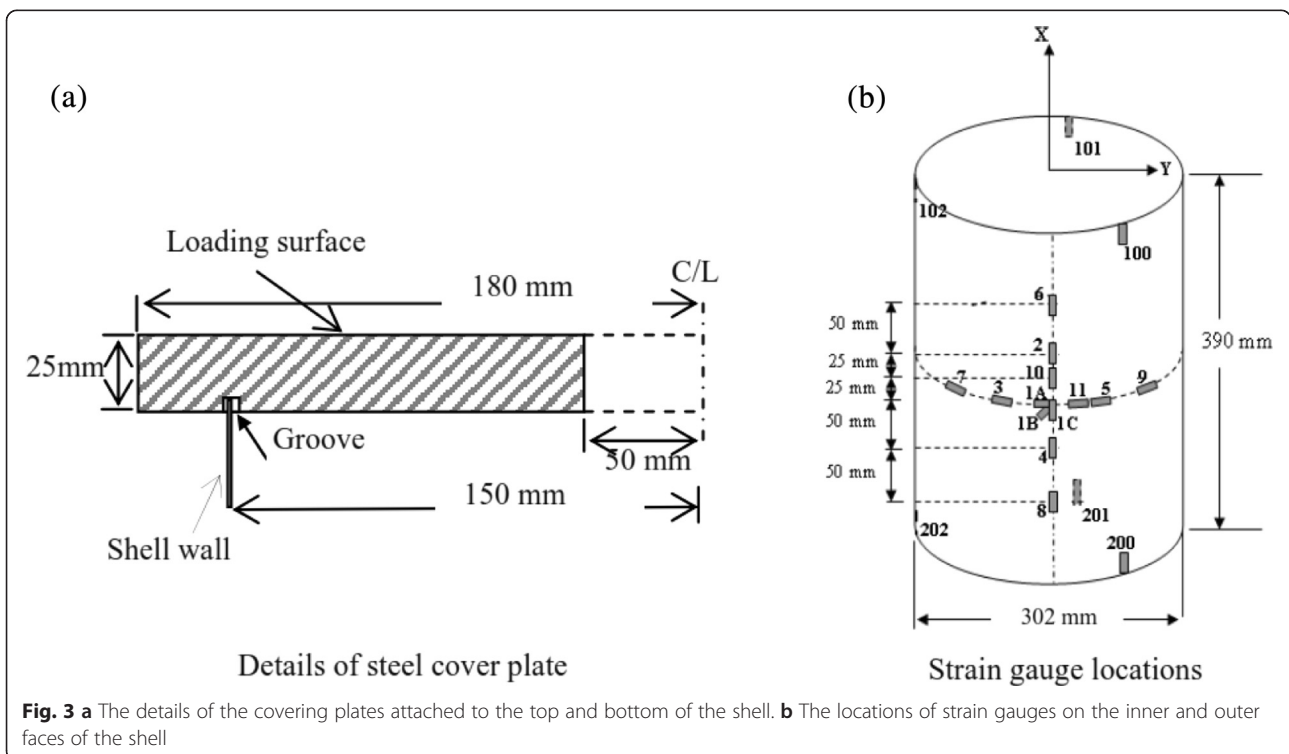 (a)
Loading surface
180 mm
C/L
25mm
Groove
50 mm
150 mm
Shell wall
Details of steel cover plate
(b)
X
Y
101
102
100
6
50 mm
2
25 mm
10
25 mm
7
3
1A
11
5
9
1B
1C
50 mm
4
50 mm
8
201
202
200
390 mm
302 mm
Strain gauge locations
Fig. 3 a The details of the covering plates attached to the top and bottom of the shell. b The locations of strain gauges on the inner and outer
faces of the shell